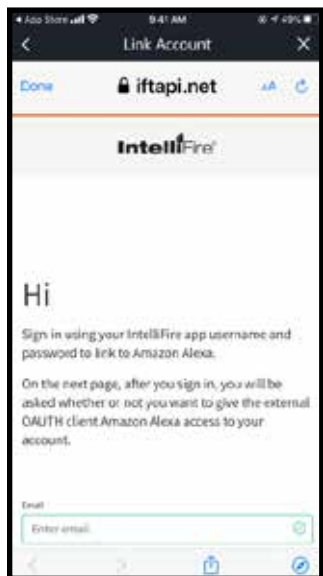 App Store 9:41 AM 49%
Link Account
Done iftapi.net AA
IntelliFire
Hi
Sign in using your IntelliFire app username and
password to link to Amazon Alexa.
On the next page, after you sign in, you will be
asked whether or not you want to give the external
OAUTH client Amazon Alexa access to your
account.
Email
Enter email